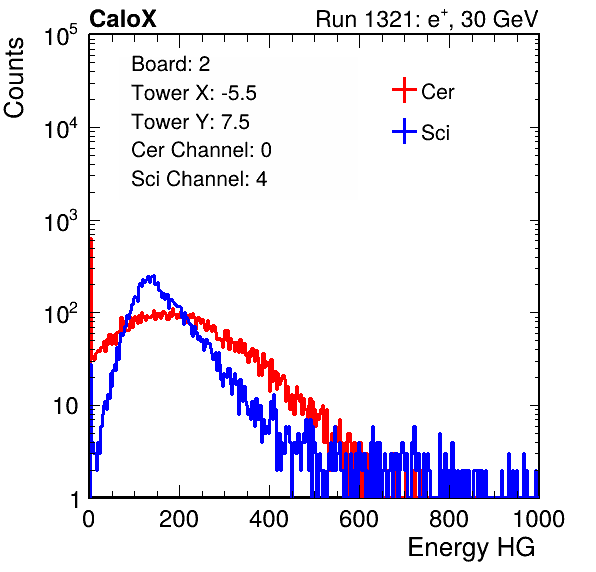 CaloX Run 1321: e⁺, 30 GeV
Counts
Board: 2
Tower X: -5.5
Tower Y: 7.5
Cer Channel: 0
Sci Channel: 4
Cer
Sci
10⁵
10⁴
10³
10²
10
1
0 200 400 600 800 1000
Energy HG